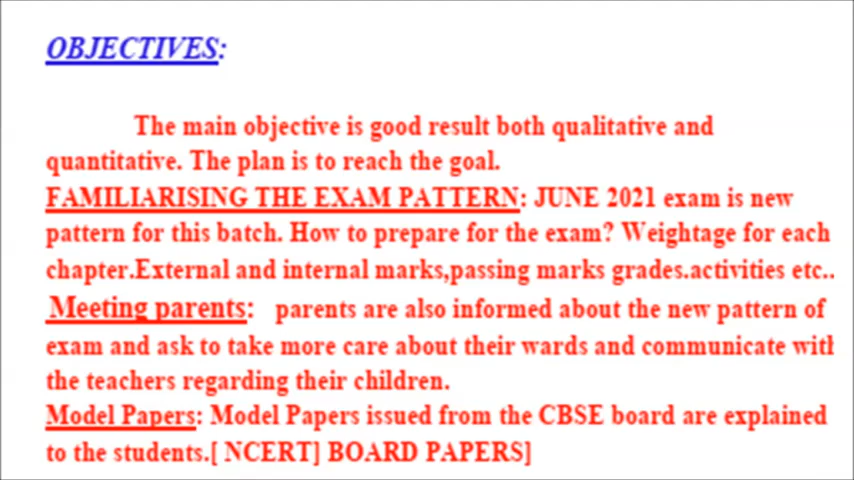 OBJECTIVES:
The main objective is good result both qualitative and
quantitative. The plan is to reach the goal.
FAMILIARISING THE EXAM PATTERN: JUNE 2021 exam is new
pattern for this batch. How to prepare for the exam? Weightage for each
chapter.External and internal marks,passing marks grades.activities etc..
Meeting parents: parents are also informed about the new pattern of
exam and ask to take more care about their wards and communicate with
the teachers regarding their children.
Model Papers: Model Papers issued from the CBSE board are explained
to the students.[ NCERT] BOARD PAPERS]